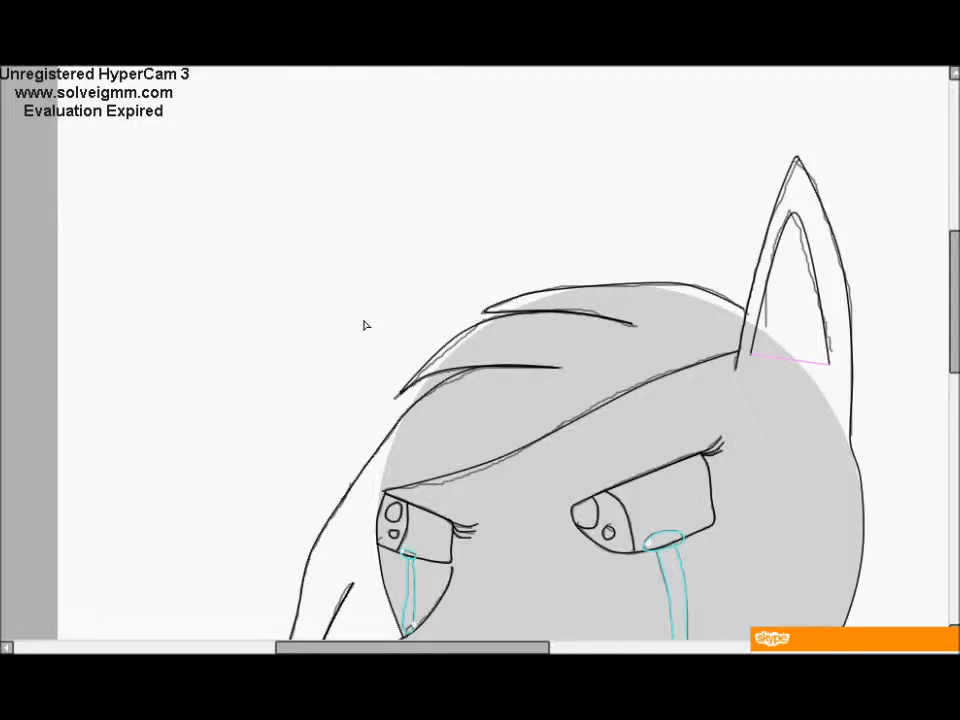 Unregistered HyperCam 3
www.solveigmm.com
Evaluation Expired
skype